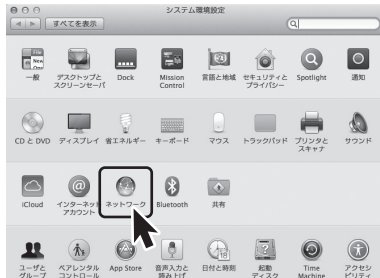 システム環境設定
すべてを表示
File
New
One
一般
デスクトップと
スクリーンセーバ
Dock
Mission
Control
言語と地域
セキュリティと
プライバシー
Spotlight
通知
CD と DVD
ディスプレイ
省エネルギー
キーボード
マウス
トラックパッド
プリンタと
スキャナ
サウンド
iCloud
インターネット
アカウント
ネットワーク
Bluetooth
共有
ユーザと
グループ
ペアレンタル
コントロール
App Store
音声入力と
読み上げ
日付と時刻
起動
ディスク
Time
Machine
アクセシ
ビリティ